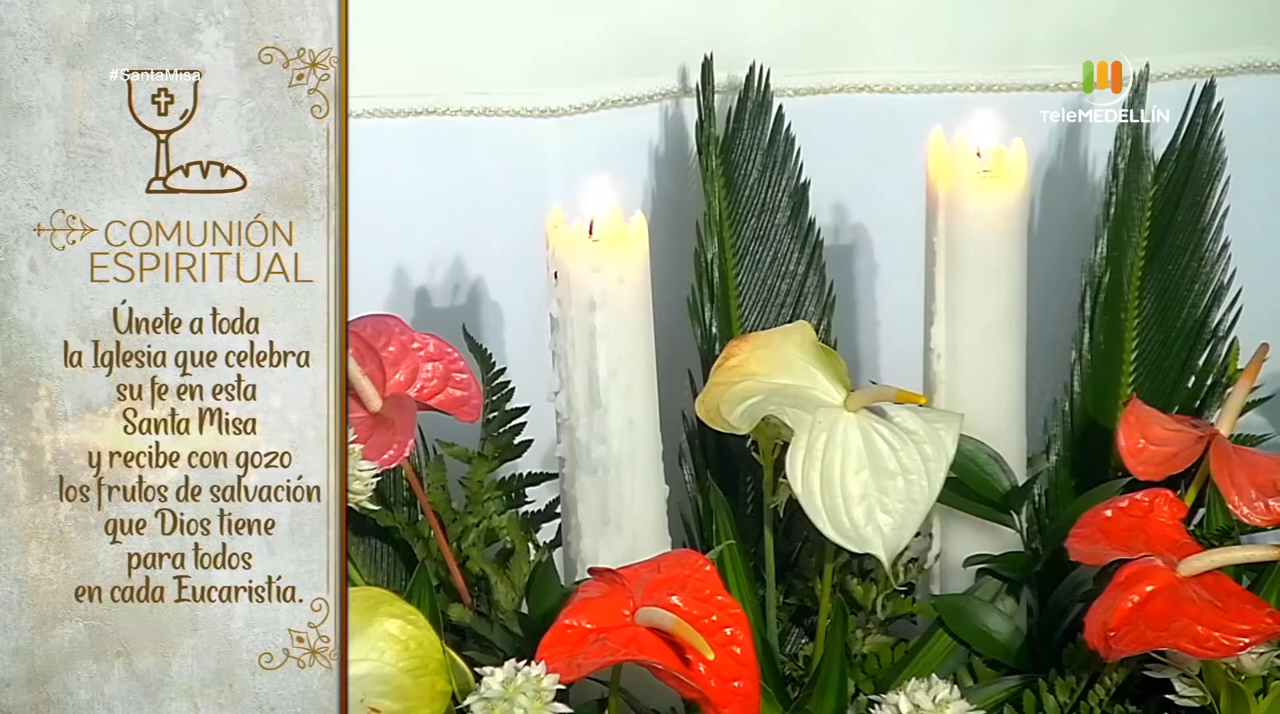 #SantaMisa
COMUNIÓN
ESPIRITUAL
Únete a toda
la Iglesia que celebra
su fe en esta
Santa Misa
y recibe con gozo
los frutos de salvación
que Dios tiene
para todos
en cada Eucaristía.
TeleMEDELLÍN